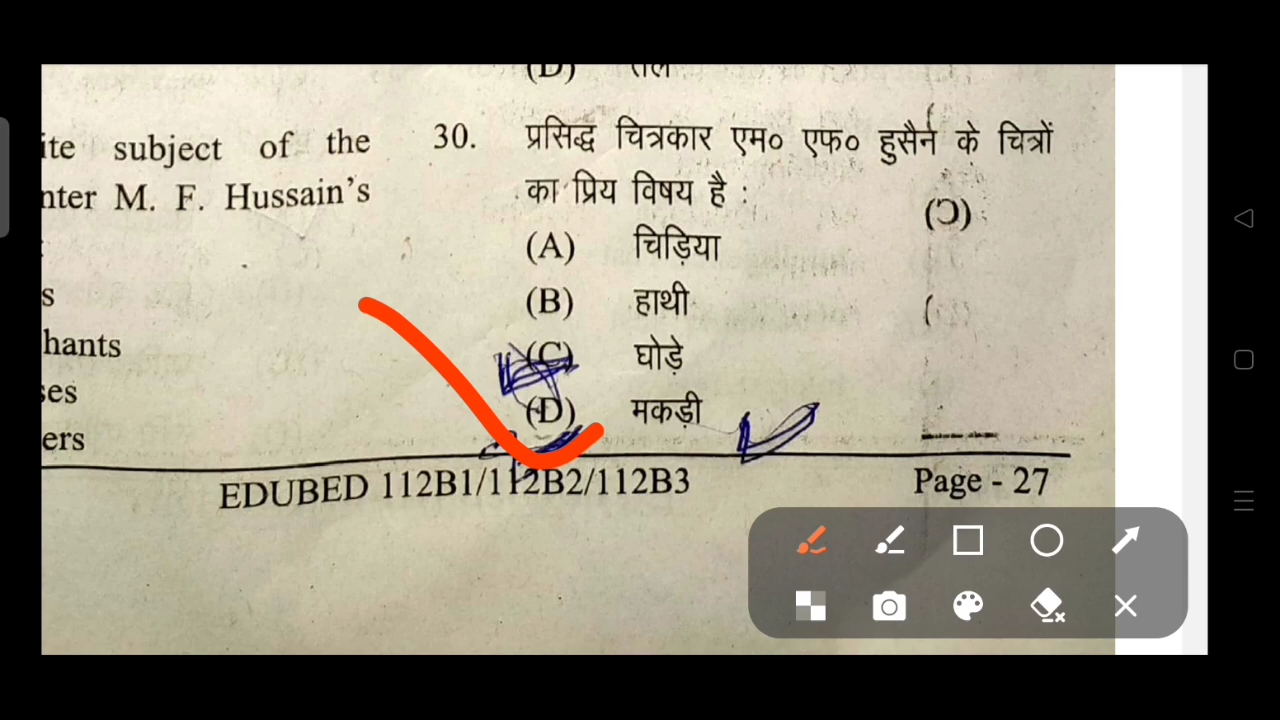 (D) तेल
ite subject of the
nter M. F. Hussain's
:
s
hants
ses
ers
30. प्रसिद्ध चित्रकार एम० एफ० हुसैन के चित्रों
का प्रिय विषय है :
(A) चिड़िया
(B) हाथी
(C) घोड़े
(D) मकड़ी
EDUBED 112B1/112B2/112B3
Page - 27